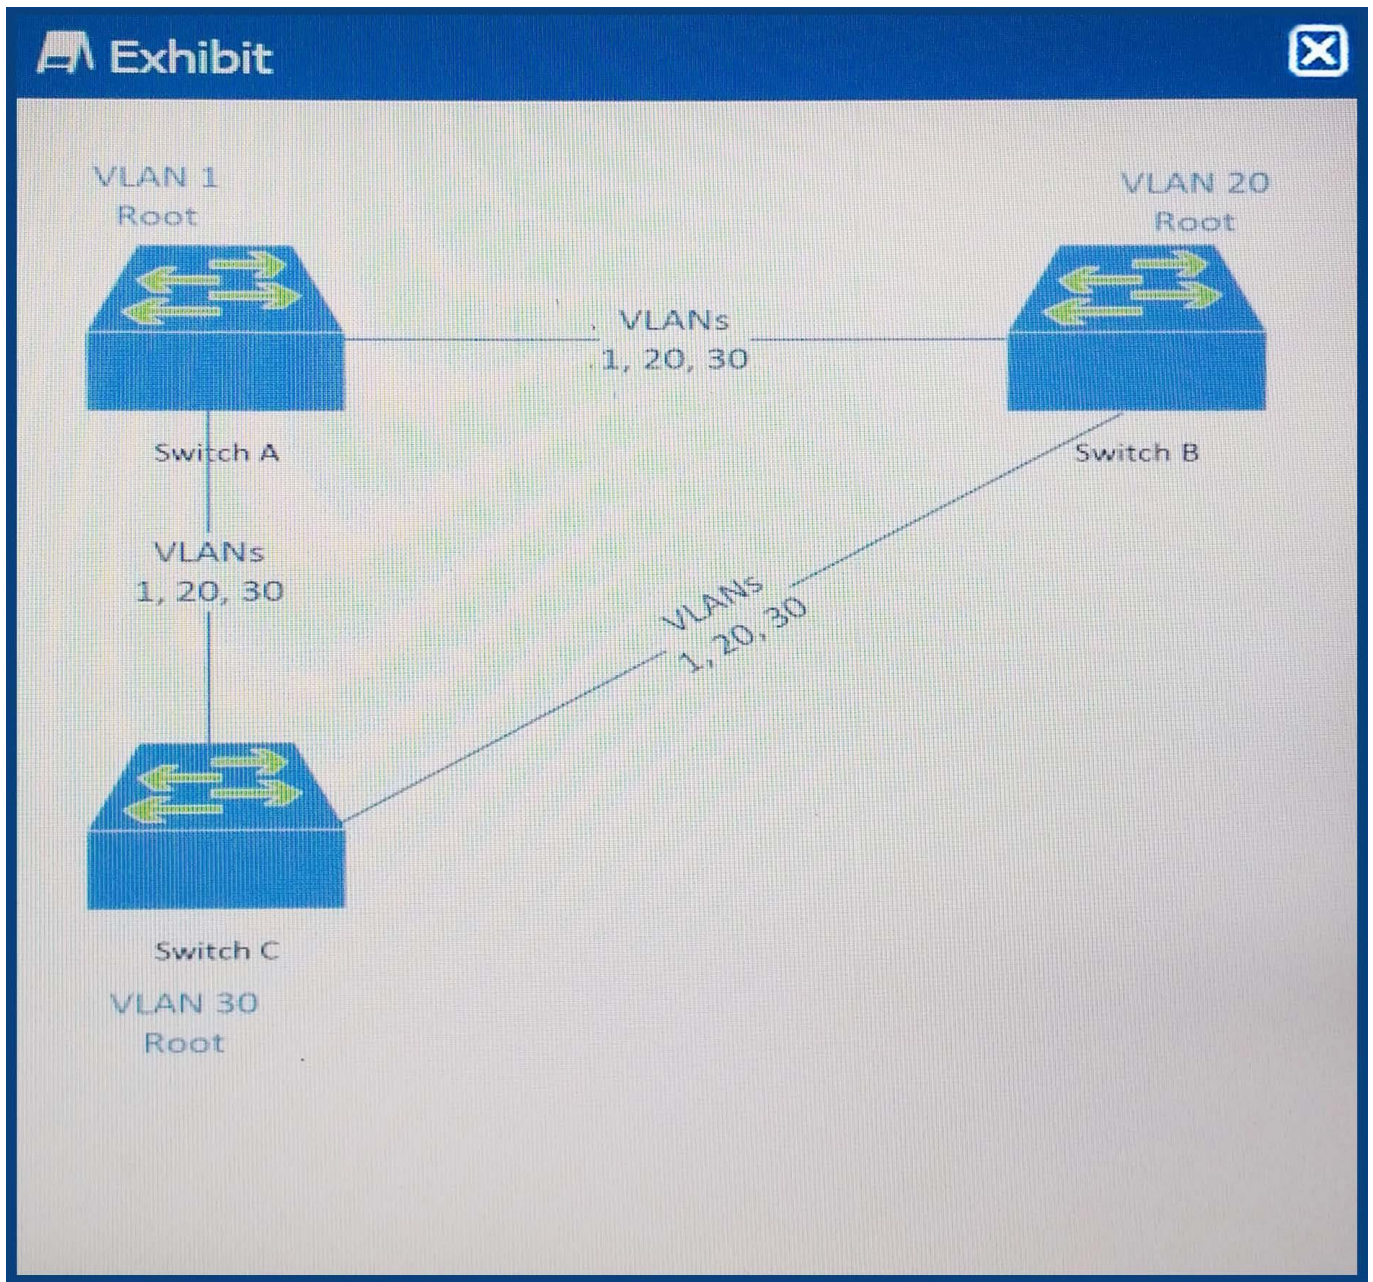 Exhibit
VLAN 1
Root
VLAN 20
Root
VLANs
1, 20, 30
Switch A
Switch B
VLANs
1, 20, 30
VLANs
1, 20, 30
Switch C
VLAN 30
Root